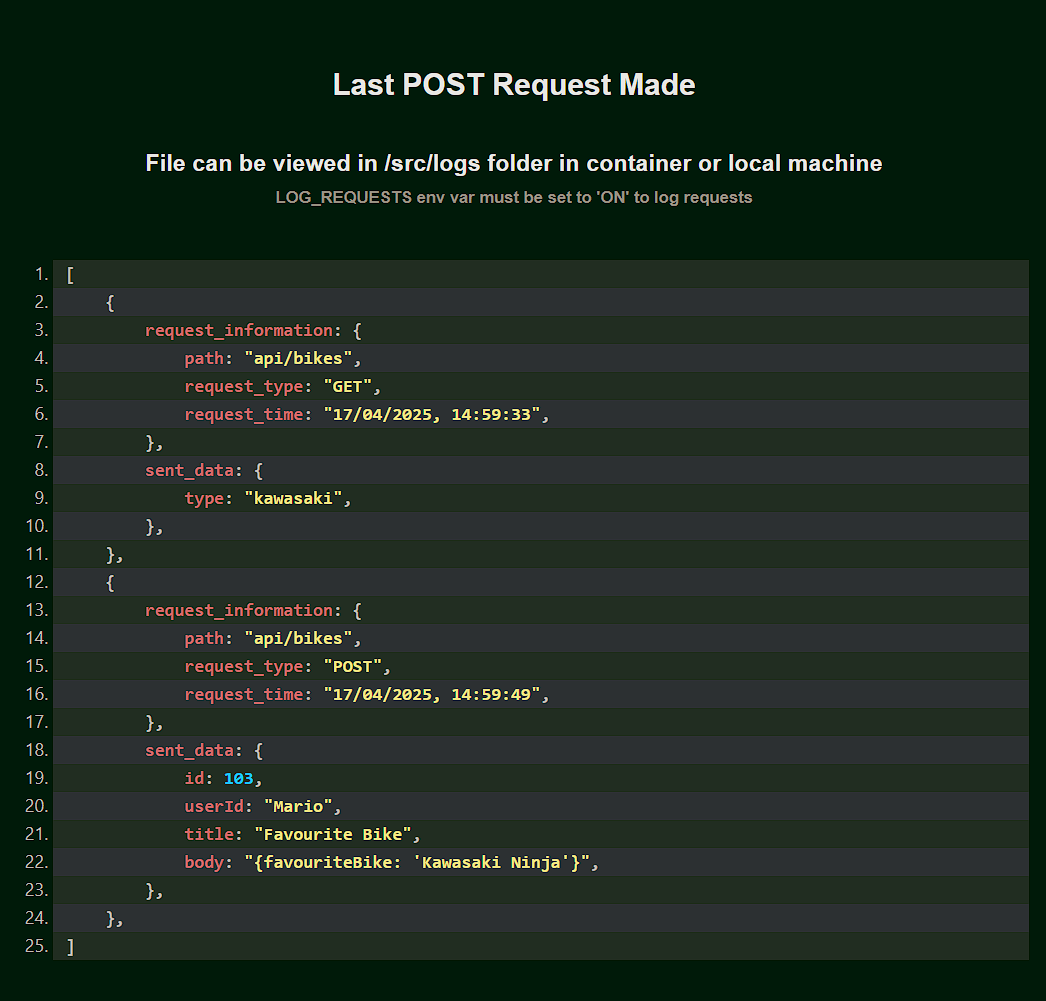 Last POST Request Made
File can be viewed in /src/logs folder in container or local machine
LOG_REQUESTS env var must be set to 'ON' to log requests
1. [
2.     {
3.         request_information: {
4.             path: "api/bikes",
5.             request_type: "GET",
6.             request_time: "17/04/2025, 14:59:33",
7.         },
8.         sent_data: {
9.             type: "kawasaki",
10.         },
11.     },
12.     {
13.         request_information: {
14.             path: "api/bikes",
15.             request_type: "POST",
16.             request_time: "17/04/2025, 14:59:49",
17.         },
18.         sent_data: {
19.             id: 103,
20.             userId: "Mario",
21.             title: "Favourite Bike",
22.             body: "{favouriteBike: 'Kawasaki Ninja'}",
23.         },
24.     },
25. ]